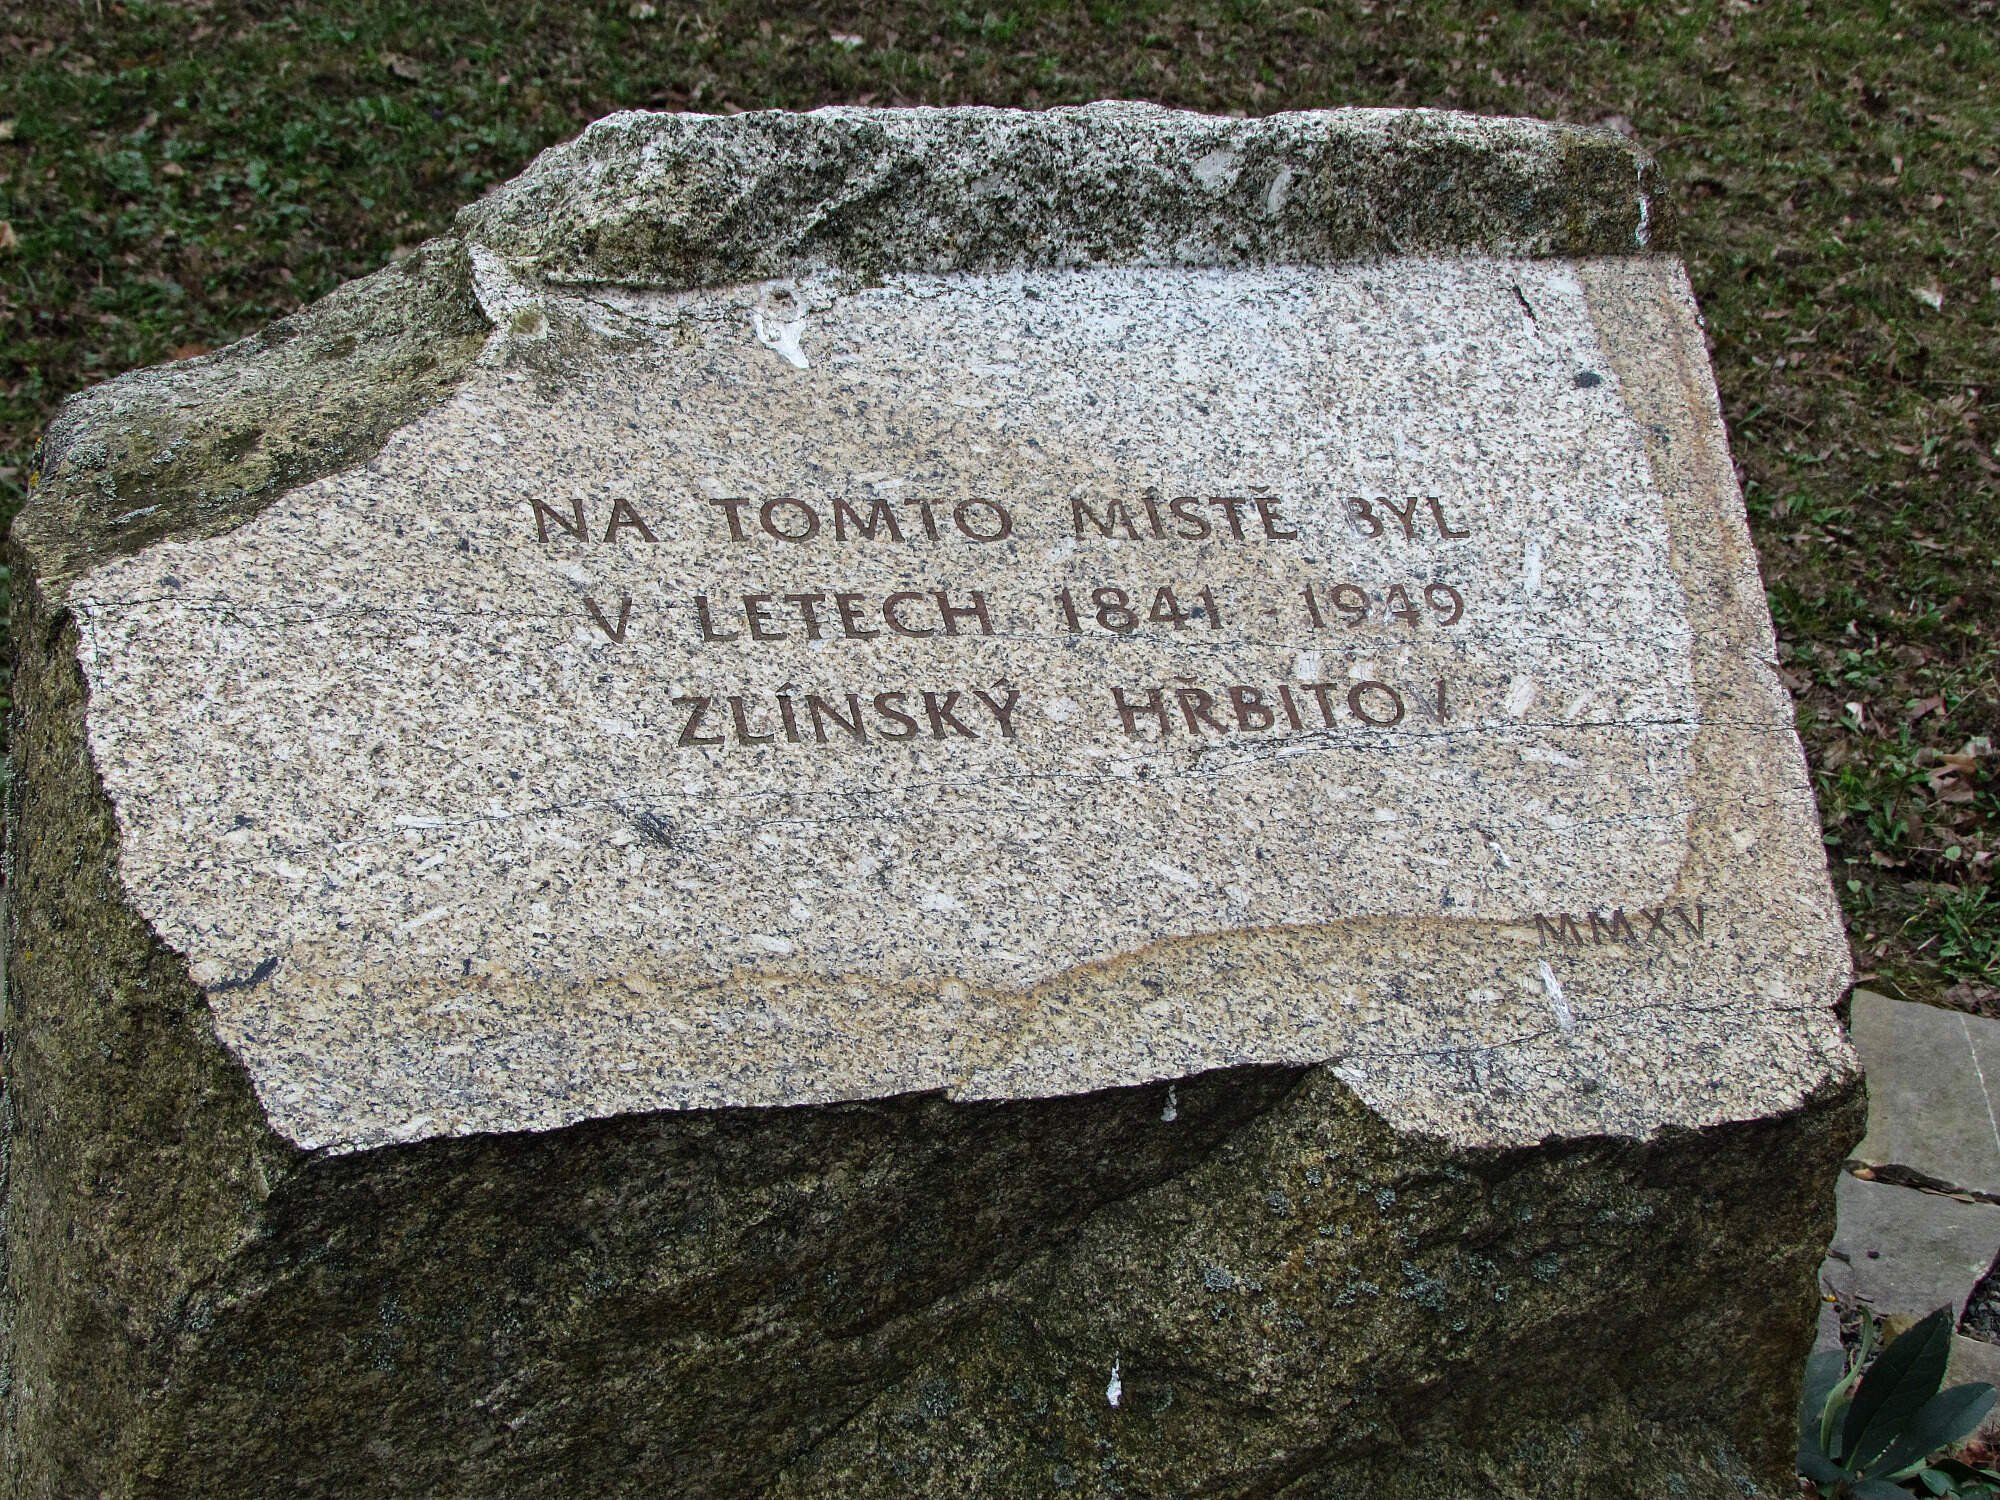 NA TOMTO MÍSTĚ BYL
V LETECH 1841 - 1949
ZLÍNSKÝ HŘBITOV
MMXV